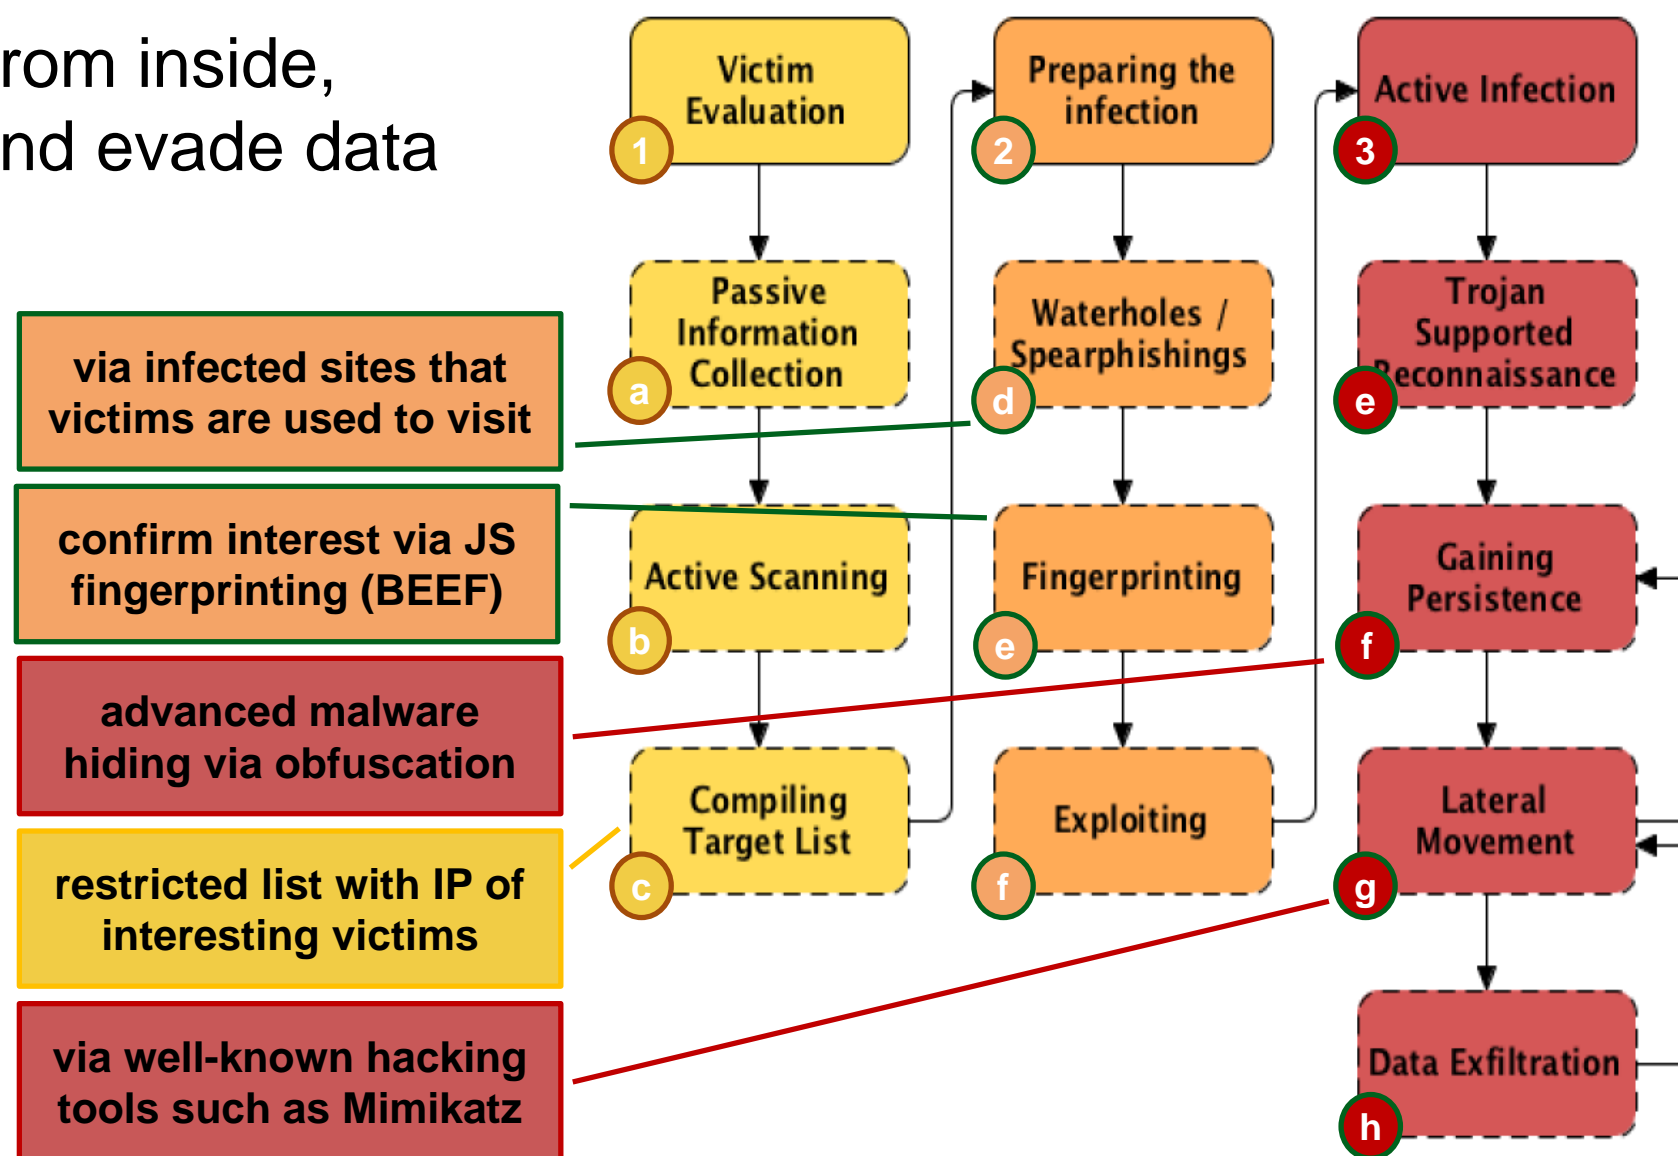 rom inside,
nd evade data
via infected sites that
victims are used to visit
confirm interest via JS
fingerprinting (BEEF)
advanced malware
hiding via obfuscation
restricted list with IP of
interesting victims
via well-known hacking
tools such as Mimikatz
Victim
Evaluation
1
Passive
Information
Collection
a
Active Scanning
b
Compiling
Target List
c
Preparing the
infection
2
Waterholes /
Spearphishings
d
Fingerprinting
e
Exploiting
f
Active Infection
3
Trojan
Supported
Reconnaissance
e
Gaining
Persistence
f
Lateral
Movement
g
Data Exfiltration
h